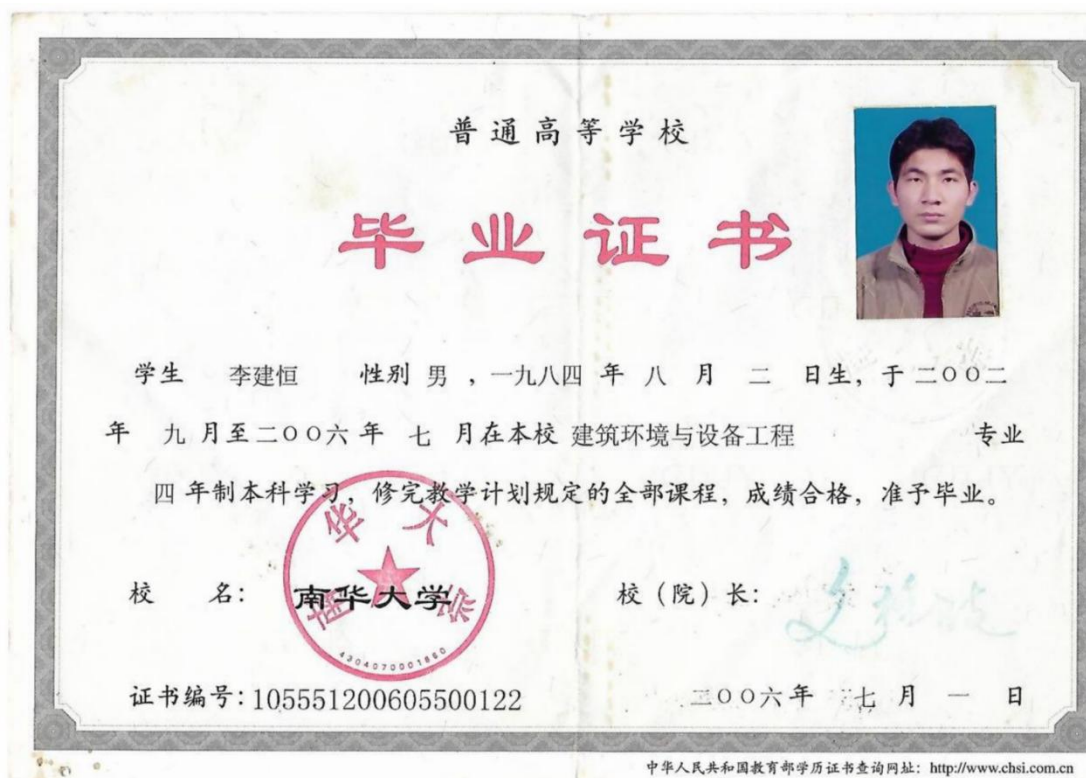 普通高等学校
毕业证书
学生 李建恒 性别 男 ，一九八四 年 八 月 二 日生，于 二〇〇二
年 九 月至 二〇〇六 年 七 月在本校 建筑环境与设备工程 专业
四 年制本科学习，修完教学计划规定的全部课程，成绩合格，准予毕业。
校 名： 南华大学 校（院）长：
南华大学
4304070001860
证书编号：105551200605500122 二〇〇六年 七 月 一 日
中华人民共和国教育部学历证书查询网址：http://www.chsi.com.cn